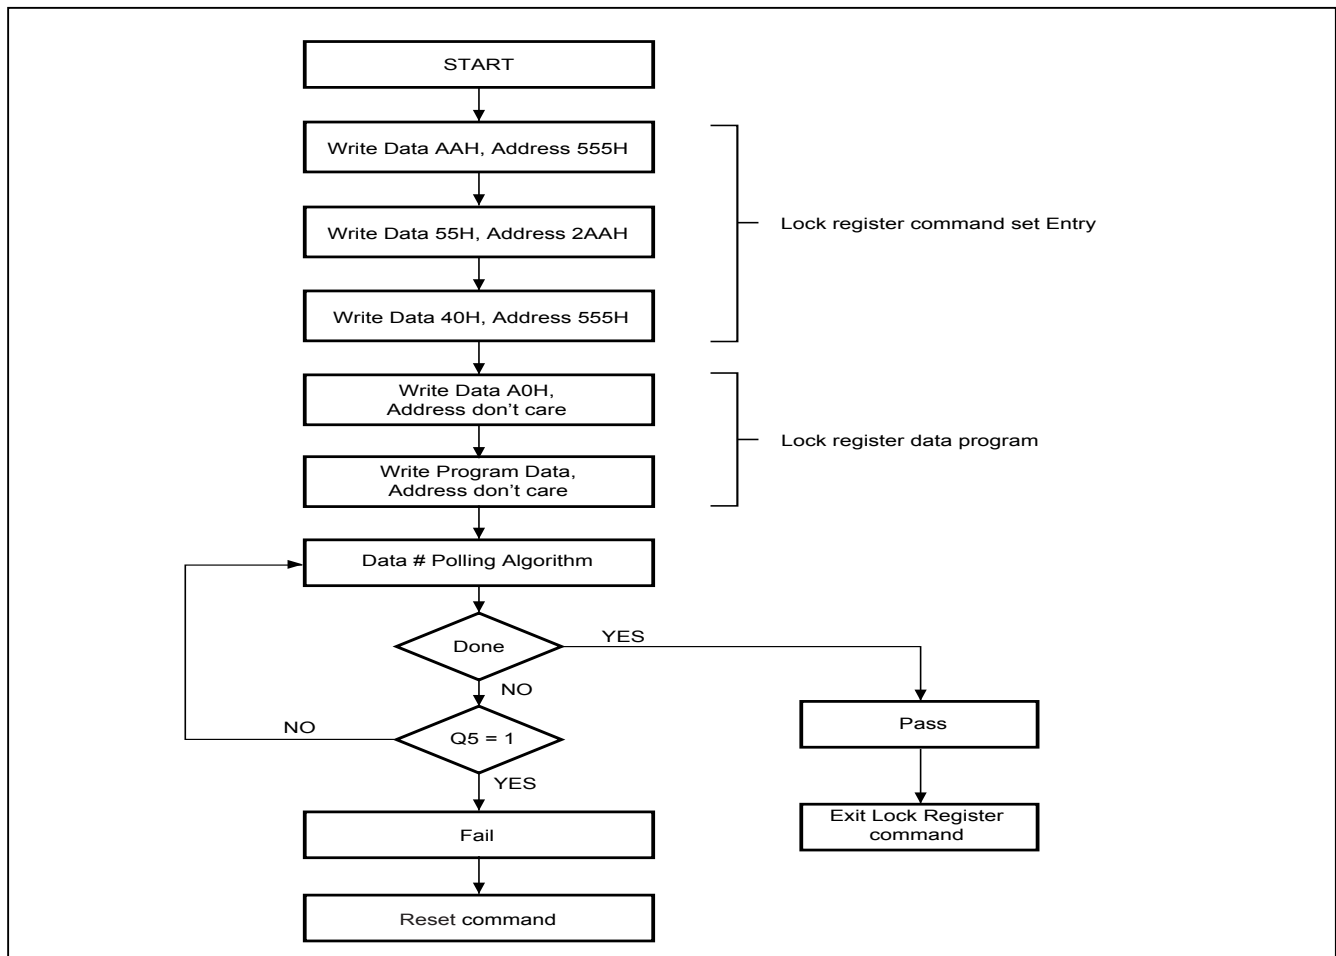 START
Write Data AAH, Address 555H
Write Data 55H, Address 2AAH
Lock register command set Entry
Write Data 40H, Address 555H
Write Data A0H,
Address don't care
Lock register data program
Write Program Data,
Address don't care
Data # Polling Algorithm
Done
YES
NO
Q5 = 1
NO
YES
Pass
Fail
Exit Lock Register
command
Reset command